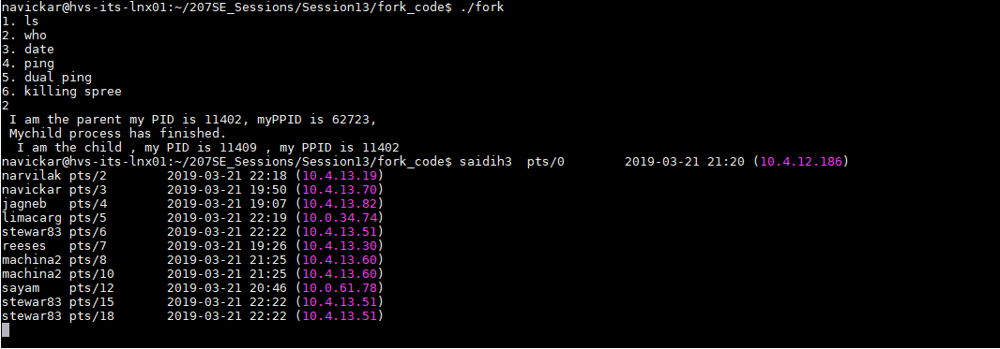 navickar@hvs-its-lnx01:~/207SE_Sessions/Session13/fork_code$ ./fork
1. ls
2. who
3. date
4. ping
5. dual ping
6. killing spree
2
 I am the parent my PID is 11402, myPPID is 62723,
 Mychild process has finished.
  I am the child , my PID is 11409 , my PPID is 11402
navickar@hvs-its-lnx01:~/207SE_Sessions/Session13/fork_code$ saidih3  pts/0        2019-03-21 21:20 (10.4.12.186)
narvilak pts/2        2019-03-21 22:18 (10.4.13.19)
navickar pts/3        2019-03-21 19:50 (10.4.13.70)
jagneb   pts/4        2019-03-21 19:07 (10.4.13.82)
limacarg pts/5        2019-03-21 22:19 (10.0.34.74)
stewar83 pts/6        2019-03-21 22:22 (10.4.13.51)
reeses   pts/7        2019-03-21 19:26 (10.4.13.30)
machina2 pts/8        2019-03-21 21:25 (10.4.13.60)
machina2 pts/10       2019-03-21 21:25 (10.4.13.60)
sayam    pts/12       2019-03-21 20:46 (10.0.61.78)
stewar83 pts/15       2019-03-21 22:22 (10.4.13.51)
stewar83 pts/18       2019-03-21 22:22 (10.4.13.51)